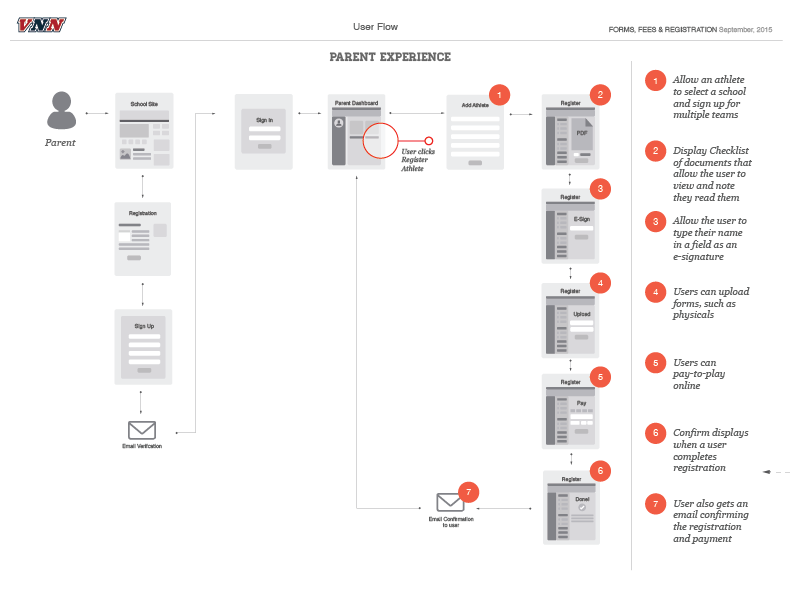 VNN
User Flow
FORMS, FEES & REGISTRATION September, 2015
PARENT EXPERIENCE
Parent
School Site
Registration
Sign Up
Email Verification
Sign In
Parent Dashboard
User clicks
Register
Athlete
1
Add Athlete
2
Register
PDF
3
Register
E-Sign
4
Register
Upload
5
Register
Pay
6
Register
Done!
7
Email Confirmation
to user
1
Allow an athlete
to select a school
and sign up for
multiple teams
2
Display Checklist
of documents that
allow the user to
view and note
they read them
3
Allow the user to
type their name
in a field as an
e-signature
4
Users can upload
forms, such as
physicals
5
Users can
pay-to-play
online
6
Confirm displays
when a user
completes
registration
7
User also gets an
email confirming
the registration
and payment